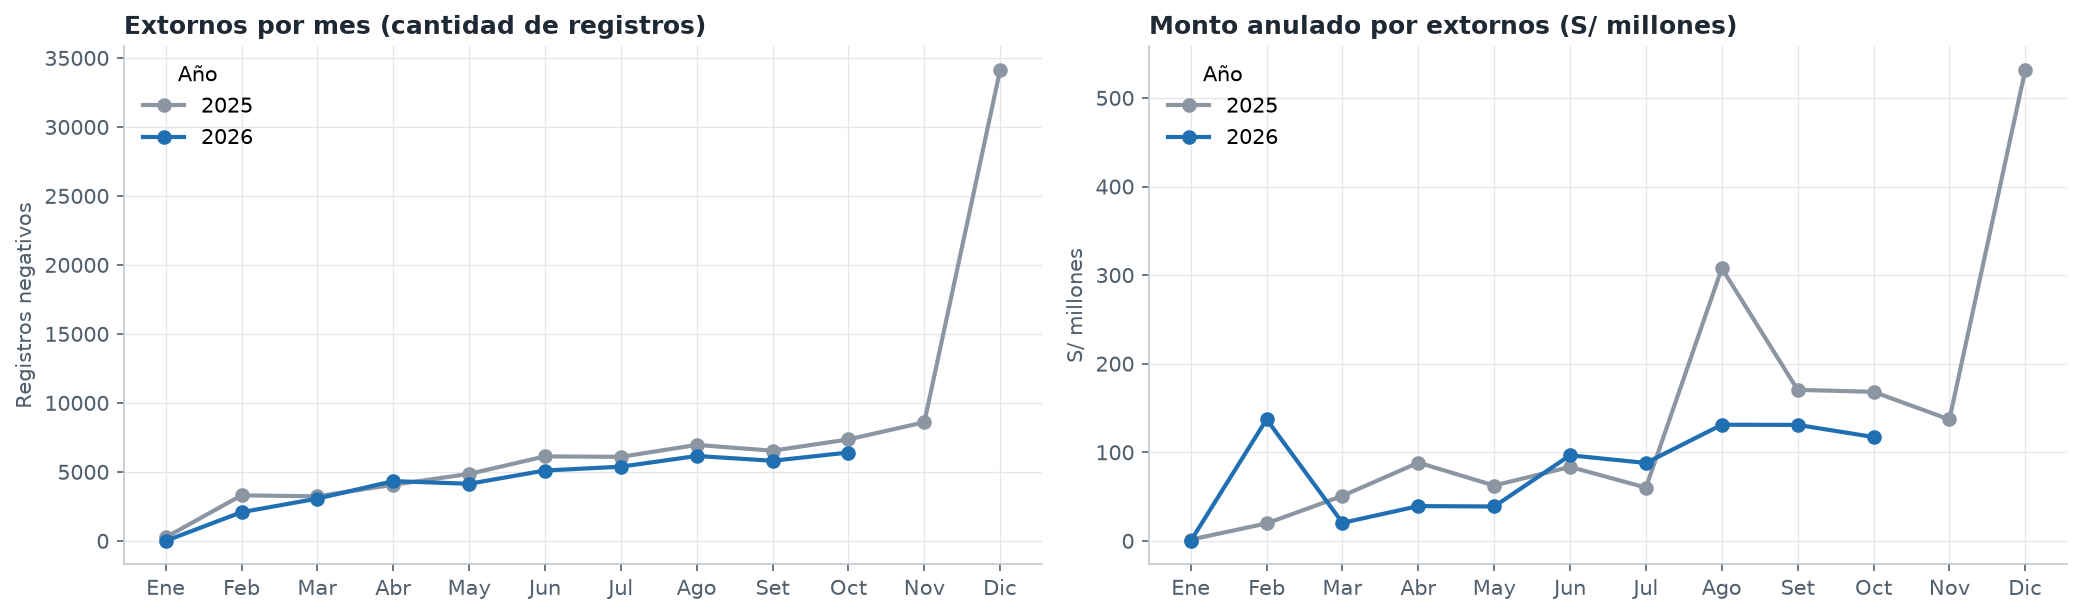 Extornos por mes (cantidad de registros)
Año
2025
2026
Registros negativos
35000
30000
25000
20000
15000
10000
5000
0
Ene Feb Mar Abr May Jun Jul Ago Set Oct Nov Dic
Monto anulado por extornos (S/ millones)
Año
2025
2026
S/ millones
500
400
300
200
100
0
Ene Feb Mar Abr May Jun Jul Ago Set Oct Nov Dic